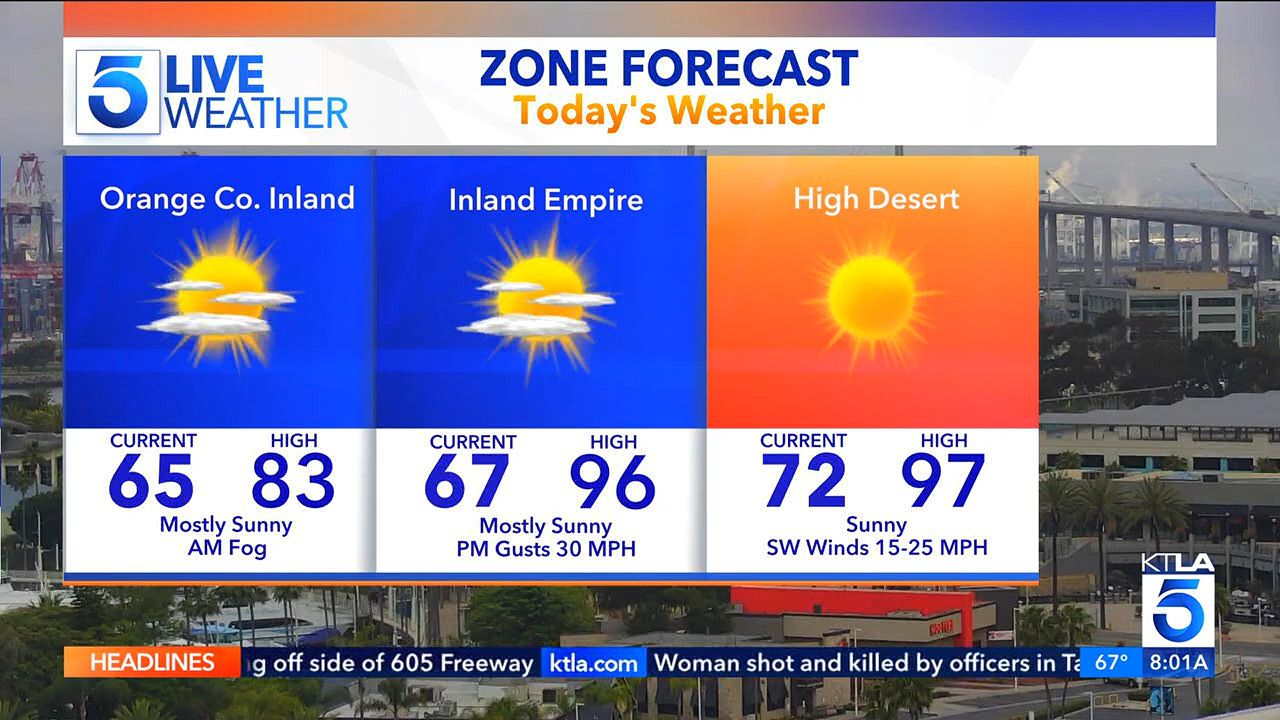 5 LIVE
WEATHER
ZONE FORECAST
Today's Weather
Orange Co. Inland
CURRENT HIGH
65 83
Mostly Sunny
AM Fog
Inland Empire
CURRENT HIGH
67 96
Mostly Sunny
PM Gusts 30 MPH
High Desert
CURRENT HIGH
72 97
Sunny
SW Winds 15-25 MPH
KTLA
5
HEADLINES
g off side of 605 Freeway ktla.com Woman shot and killed by officers in Ta
67° 8:01A